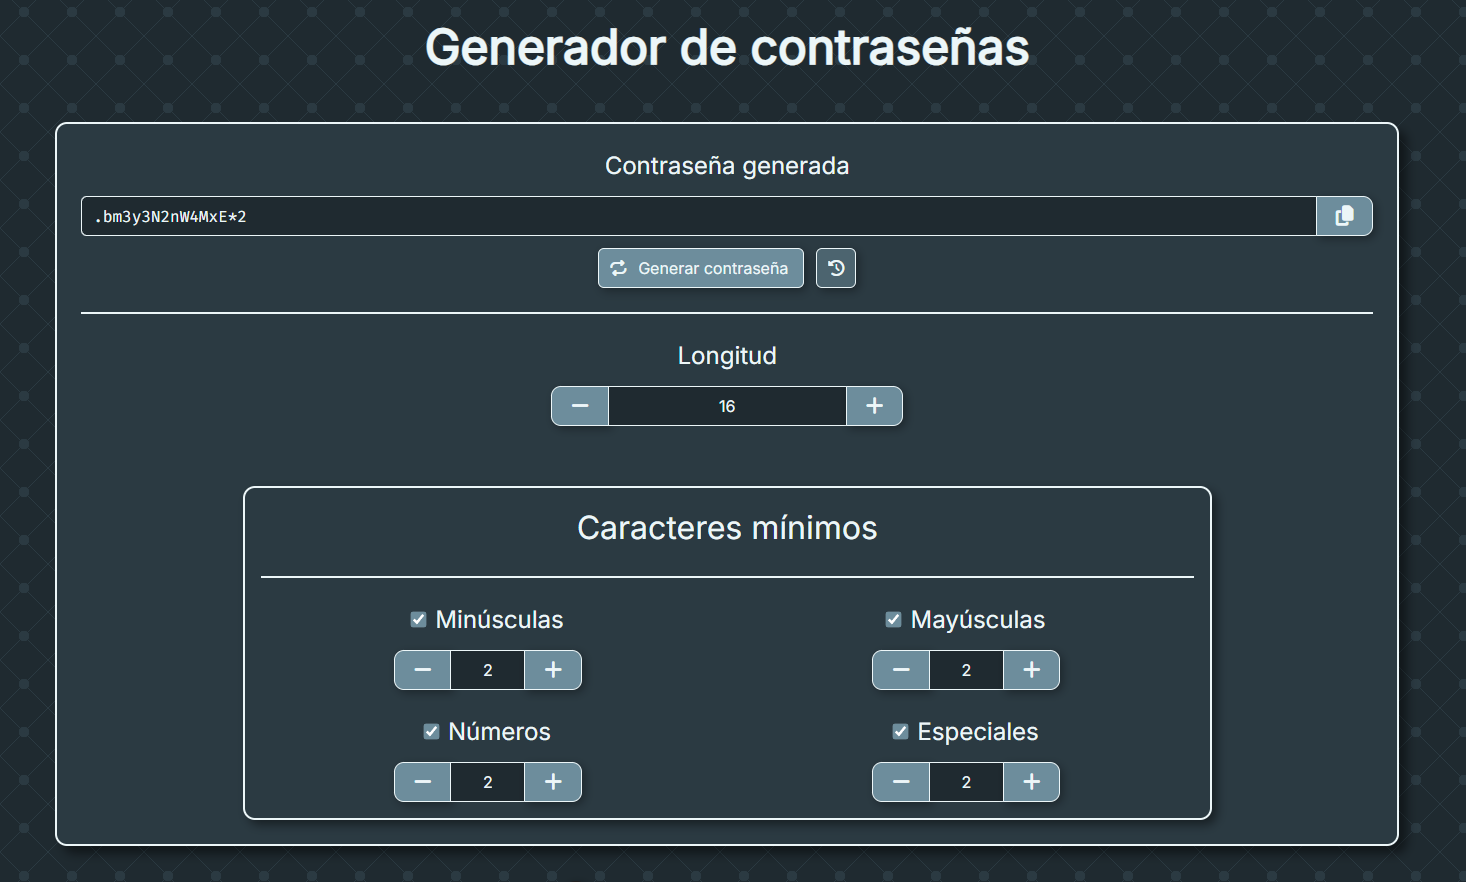 Generador de contraseñas
Contraseña generada
.bm3y3N2nW4MxE*2
Generar contraseña
Longitud
16
Caracteres mínimos
Minúsculas
Mayúsculas
2
2
Números
Especiales
2
2